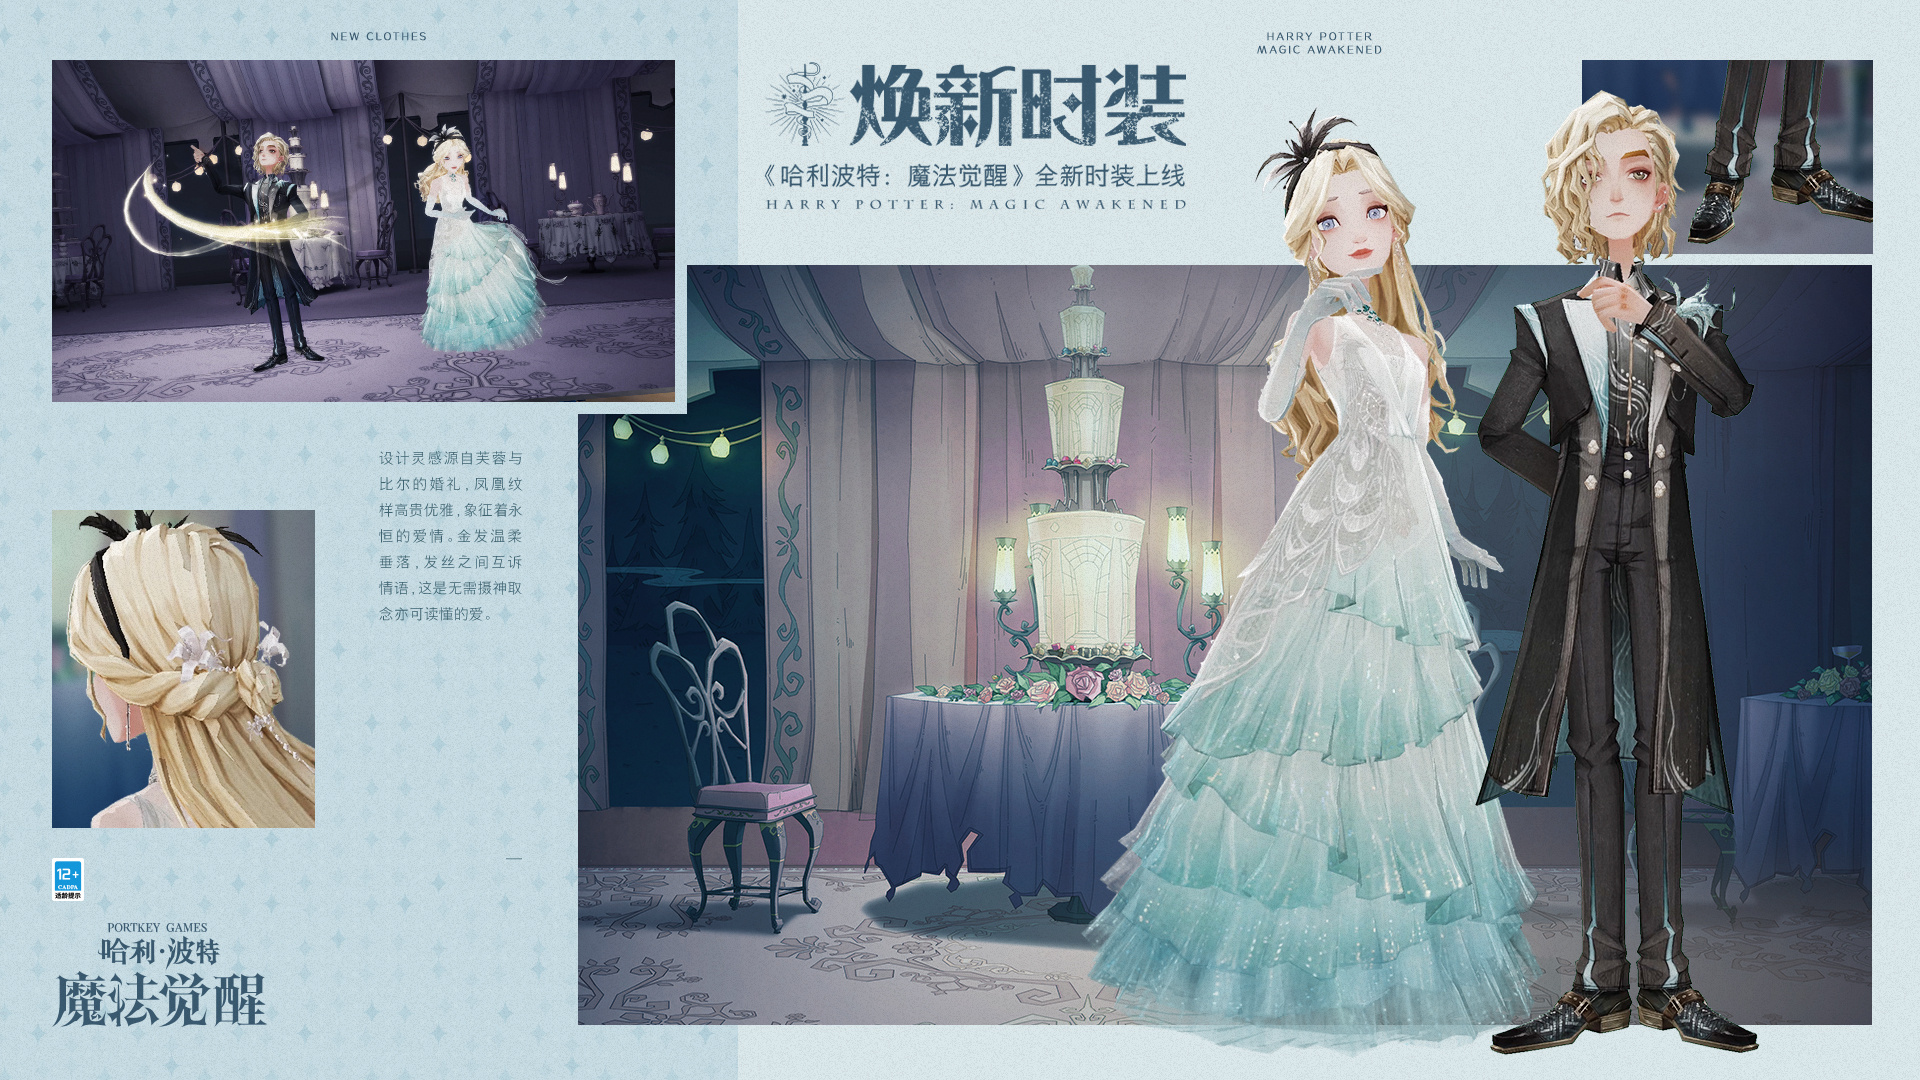 NEW CLOTHES
HARRY POTTER
MAGIC AWAKENED
焕新时装
《哈利波特：魔法觉醒》全新时装上线
HARRY POTTER: MAGIC AWAKENED
设计灵感源自芙蓉与
比尔的婚礼，凤凰纹
样高贵优雅，象征着永
恒的爱情。金发温柔
垂落，发丝之间互诉
情语，这是无需摄神取
念亦可读懂的爱。
12+
CADPA
适龄提示
PORTKEY GAMES
哈利·波特
魔法觉醒